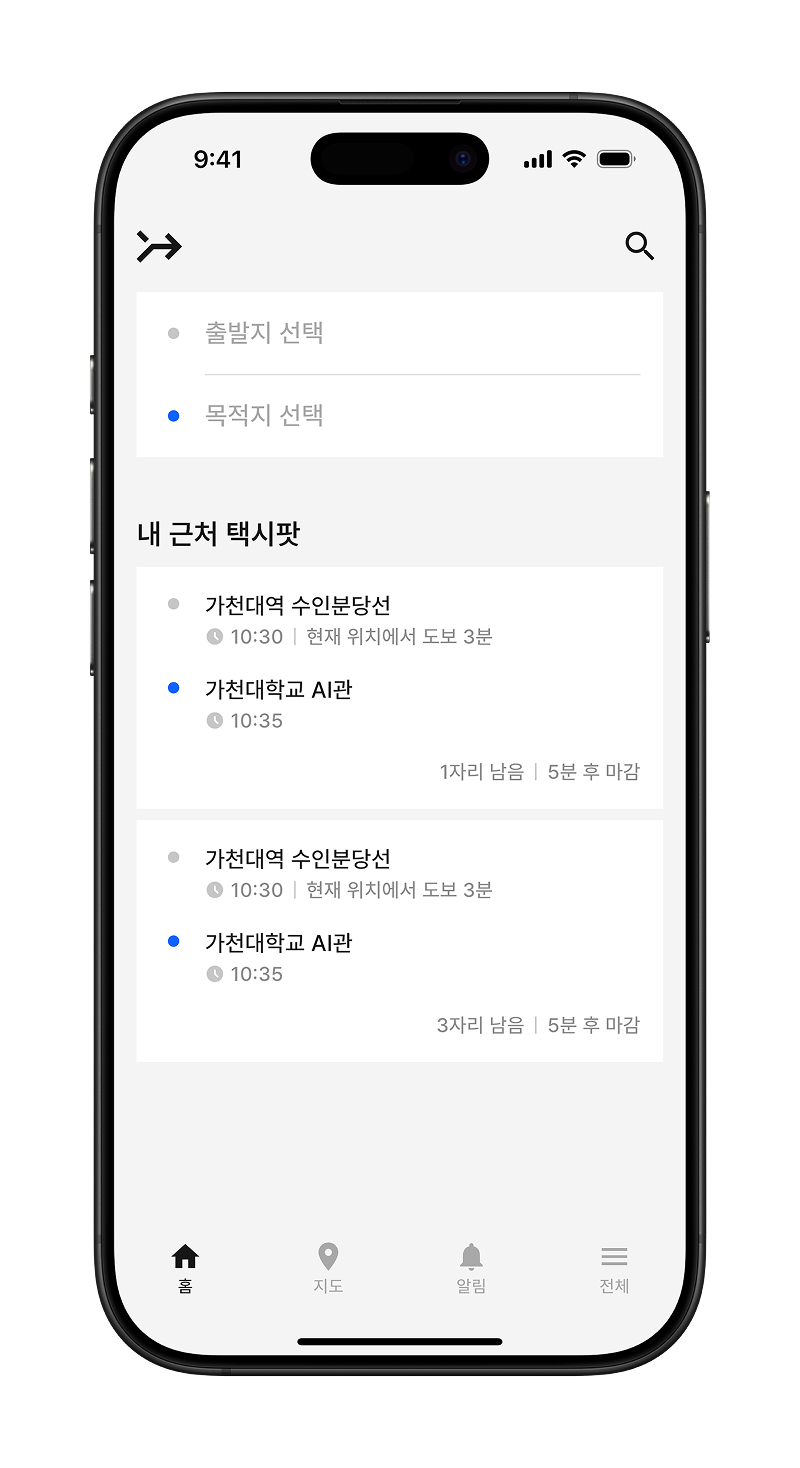 9:41
출발지 선택
목적지 선택
내 근처 택시팟
가천대역 수인분당선
10:30 | 현재 위치에서 도보 3분
가천대학교 AI관
10:35
1자리 남음 | 5분 후 마감
가천대역 수인분당선
10:30 | 현재 위치에서 도보 3분
가천대학교 AI관
10:35
3자리 남음 | 5분 후 마감
홈 지도 알림 전체